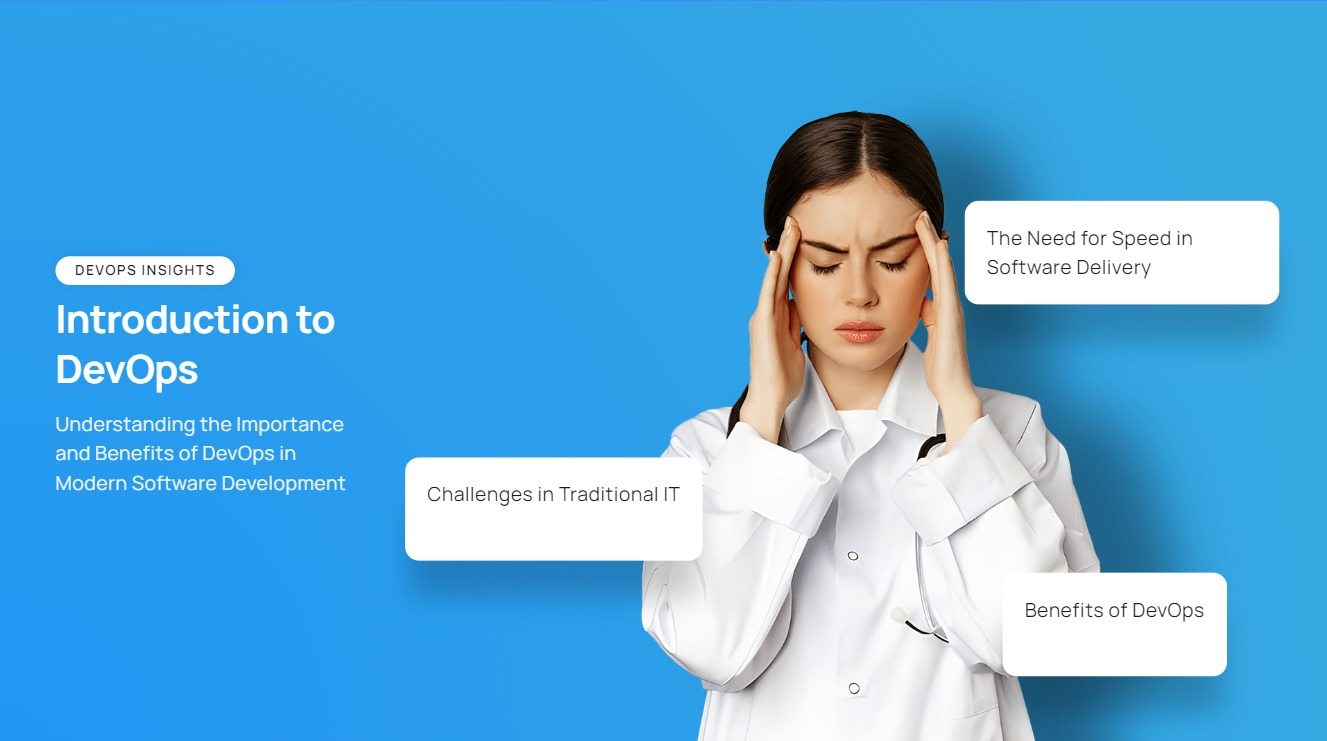 DEVOPS INSIGHTS
Introduction to
DevOps
Understanding the Importance
and Benefits of DevOps in
Modern Software Development
The Need for Speed in
Software Delivery
Challenges in Traditional IT
Benefits of DevOps